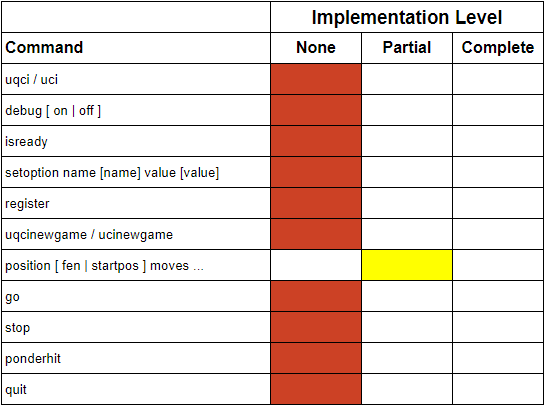 Implementation Level
Command None Partial Complete
uqci / uci
debug [ on | off ]
isready
setoption name [name] value [value]
register
uqcinewgame / ucinewgame
position [ fen | startpos ] moves ...
go
stop
ponderhit
quit